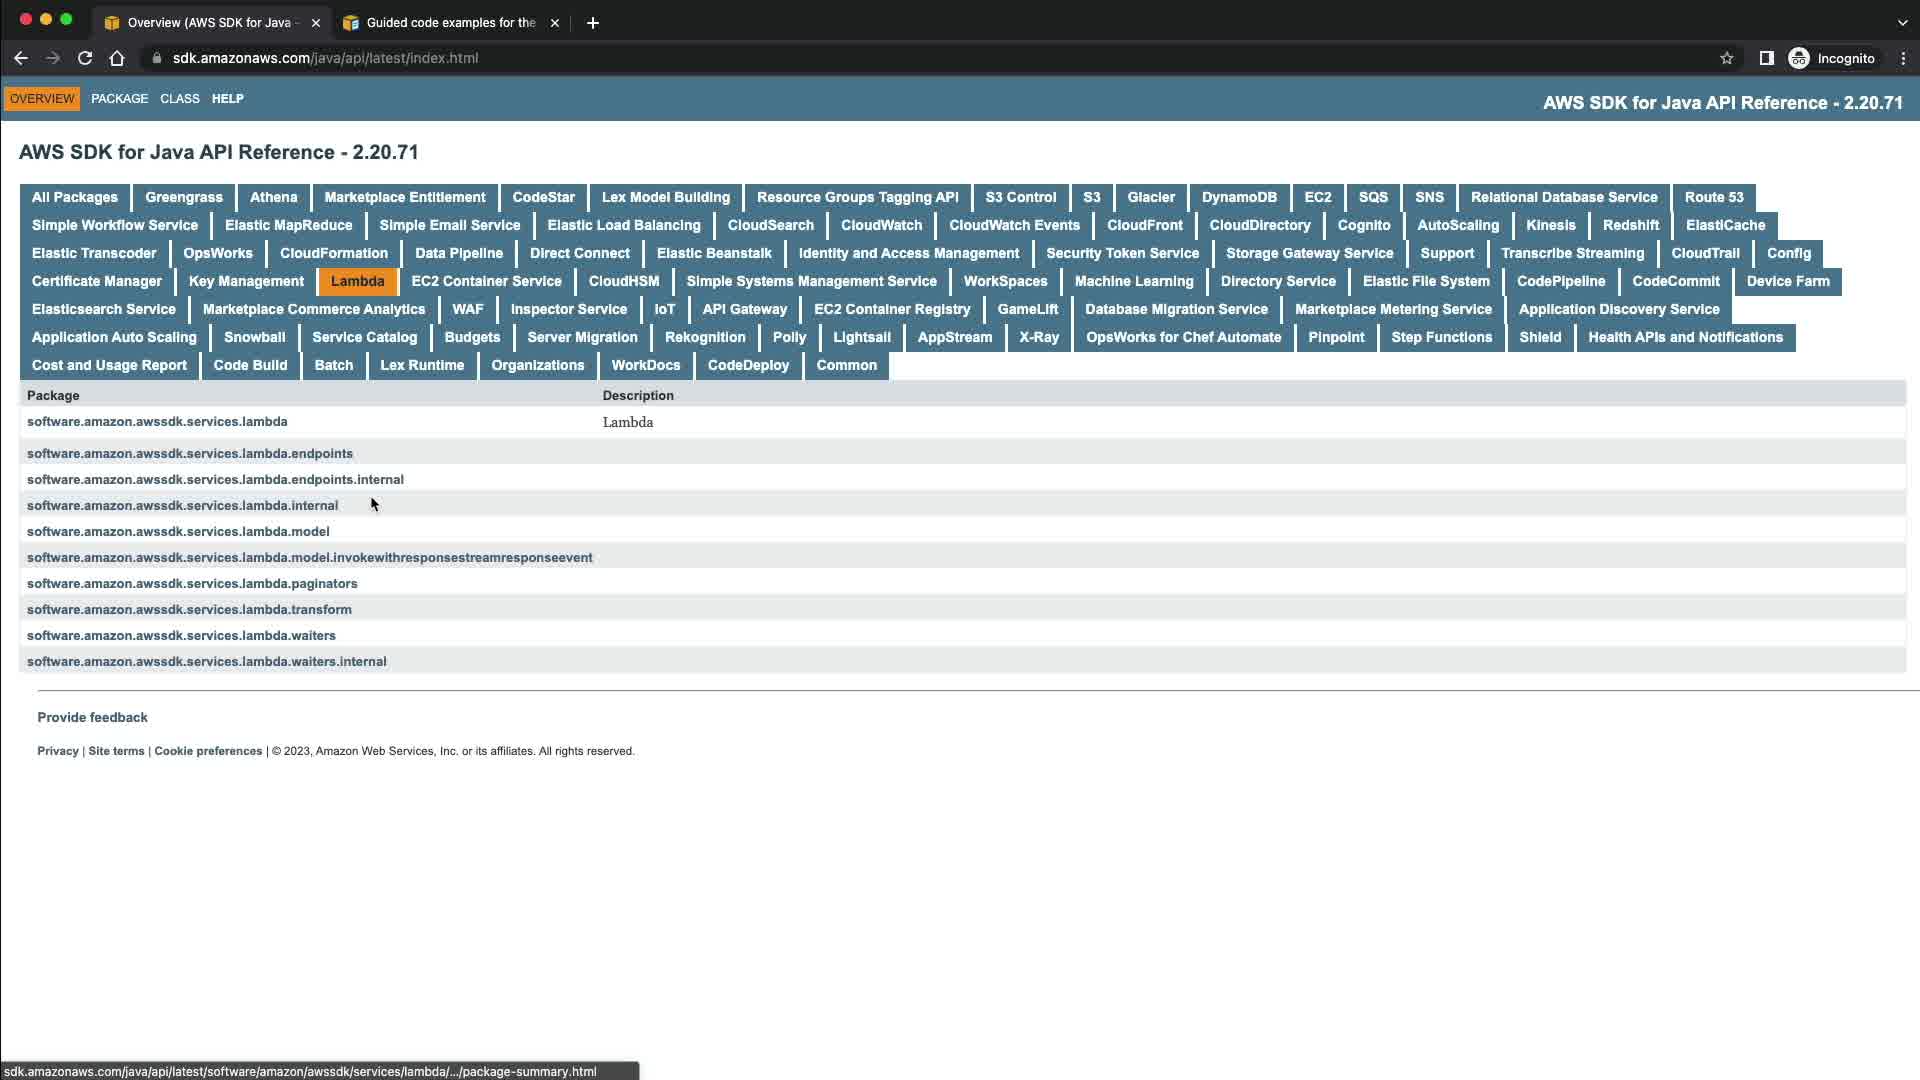 Overview (AWS SDK for Java -
Guided code examples for the
sdk.amazonaws.com/java/api/latest/index.html
Incognito
OVERVIEW PACKAGE CLASS HELP
AWS SDK for Java API Reference - 2.20.71
AWS SDK for Java API Reference - 2.20.71
All Packages Greengrass Athena Marketplace Entitlement CodeStar Lex Model Building Resource Groups Tagging API S3 Control S3 Glacier DynamoDB EC2 SQS SNS Relational Database Service Route 53
Simple Workflow Service Elastic MapReduce Simple Email Service Elastic Load Balancing CloudSearch CloudWatch CloudWatch Events CloudFront CloudDirectory Cognito AutoScaling Kinesis Redshift ElastiCache
Elastic Transcoder OpsWorks CloudFormation Data Pipeline Direct Connect Elastic Beanstalk Identity and Access Management Security Token Service Storage Gateway Service Support Transcribe Streaming CloudTrail Config
Certificate Manager Key Management Lambda EC2 Container Service CloudHSM Simple Systems Management Service WorkSpaces Machine Learning Directory Service Elastic File System CodePipeline CodeCommit Device Farm
Elasticsearch Service Marketplace Commerce Analytics WAF Inspector Service IoT API Gateway EC2 Container Registry GameLift Database Migration Service Marketplace Metering Service Application Discovery Service
Application Auto Scaling Snowball Service Catalog Budgets Server Migration Rekognition Polly Lightsail AppStream X-Ray OpsWorks for Chef Automate Pinpoint Step Functions Shield Health APIs and Notifications
Cost and Usage Report Code Build Batch Lex Runtime Organizations WorkDocs CodeDeploy Common
Package Description
software.amazon.awssdk.services.lambda Lambda
software.amazon.awssdk.services.lambda.endpoints
software.amazon.awssdk.services.lambda.endpoints.internal
software.amazon.awssdk.services.lambda.internal
software.amazon.awssdk.services.lambda.model
software.amazon.awssdk.services.lambda.model.invokewithresponsestreamresponseevent
software.amazon.awssdk.services.lambda.paginators
software.amazon.awssdk.services.lambda.transform
software.amazon.awssdk.services.lambda.waiters
software.amazon.awssdk.services.lambda.waiters.internal
Provide feedback
Privacy | Site terms | Cookie preferences | © 2023, Amazon Web Services, Inc. or its affiliates. All rights reserved.
sdk.amazonaws.com/java/api/latest/software/amazon/awssdk/services/lambda/.../package-summary.html